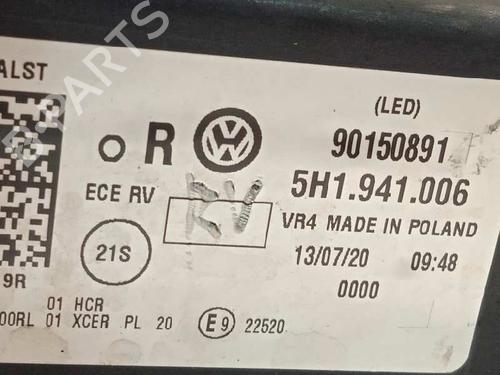 ALST
(LED)
R
90150891
5H1.941.006
ECE RV
RV
VR4 MADE IN POLAND
21S
13/07/20 09:48
0000
9R
01 HCR
00RL 01 XCER PL 20 E9 22520
B-PARTS